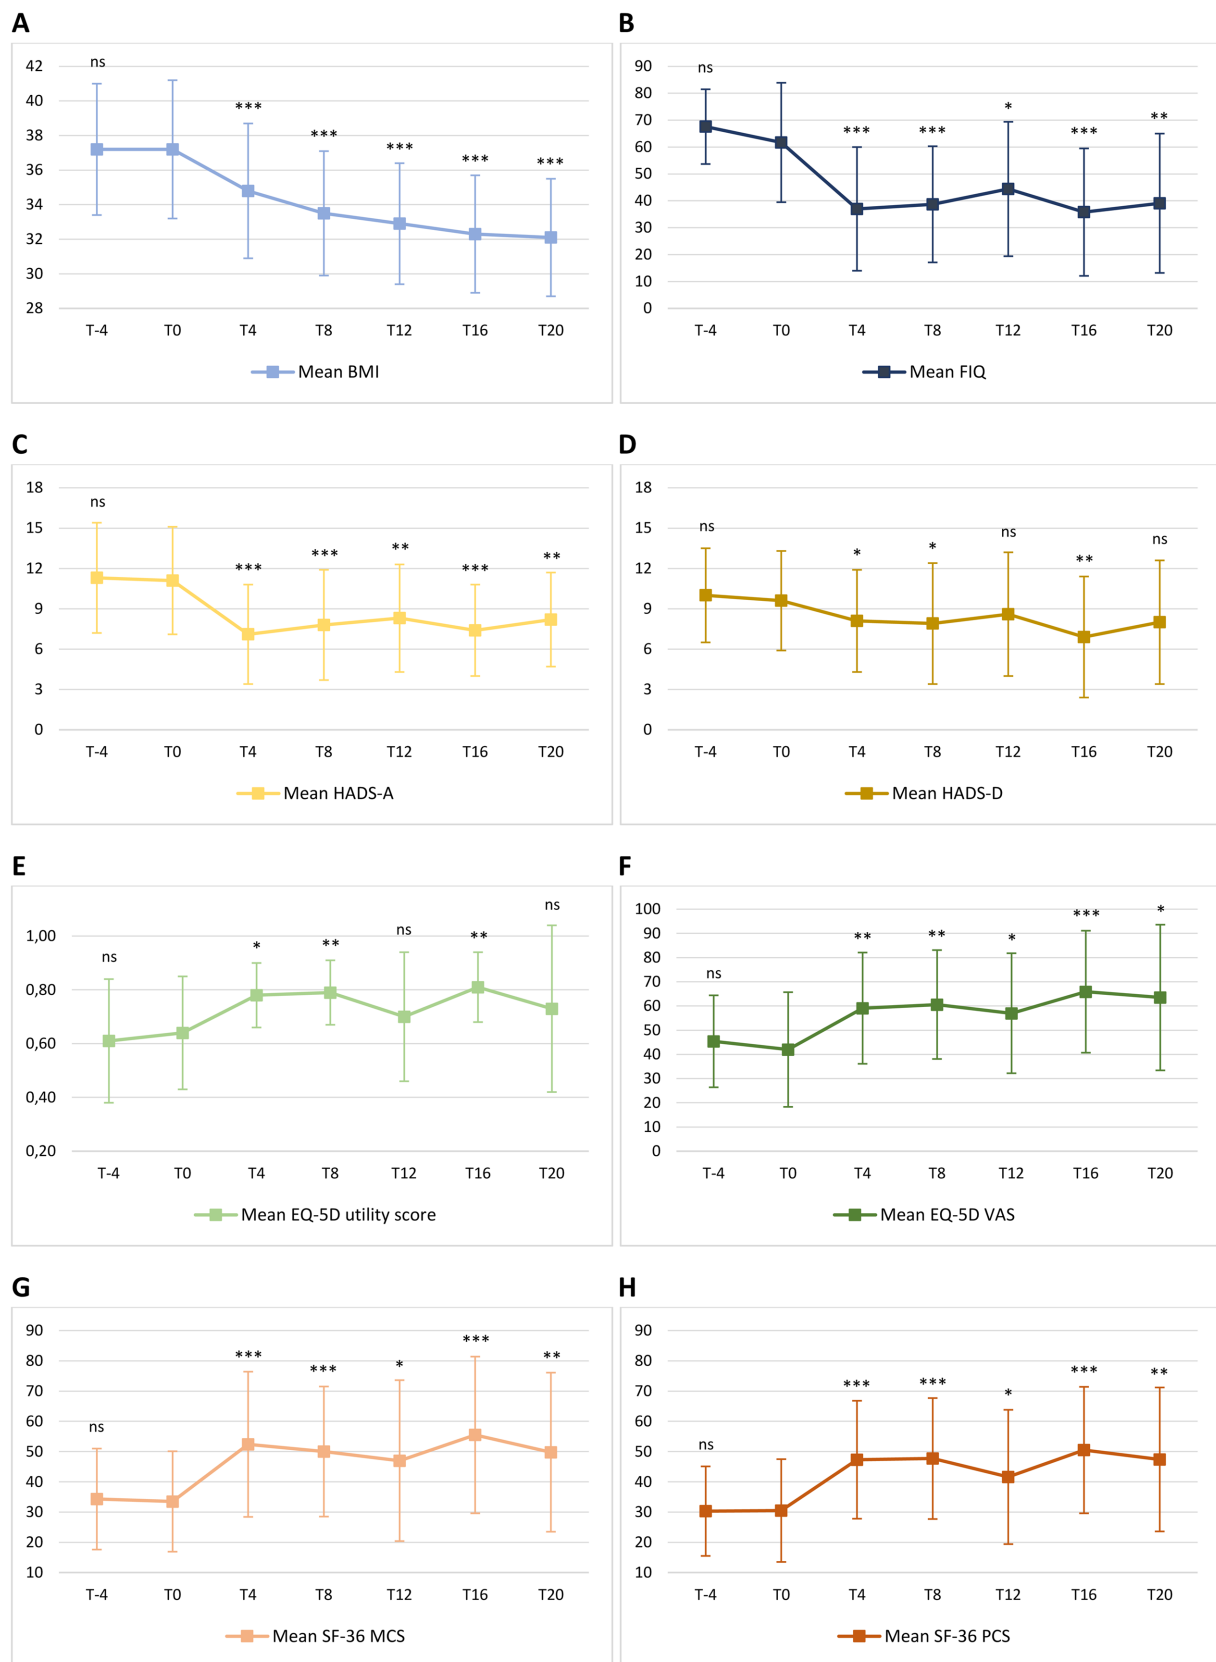 A
42
40
38
36
34
32
30
28
ns
***
***
***
***
***
T-4 T0 T4 T8 T12 T16 T20
Mean BMI
B
90
80
70
60
50
40
30
20
10
0
ns
***
***
*
***
**
T-4 T0 T4 T8 T12 T16 T20
Mean FIQ
C
18
15
12
9
6
3
0
ns
***
***
**
***
**
T-4 T0 T4 T8 T12 T16 T20
Mean HADS-A
D
18
15
12
9
6
3
0
ns
*
*
ns
**
ns
T-4 T0 T4 T8 T12 T16 T20
Mean HADS-D
E
1,00
0,80
0,60
0,40
0,20
ns
*
**
ns
**
ns
T-4 T0 T4 T8 T12 T16 T20
Mean EQ-5D utility score
F
100
90
80
70
60
50
40
30
20
10
0
ns
**
**
*
***
*
T-4 T0 T4 T8 T12 T16 T20
Mean EQ-5D VAS
G
90
80
70
60
50
40
30
20
10
ns
***
***
*
***
**
T-4 T0 T4 T8 T12 T16 T20
Mean SF-36 MCS
H
90
80
70
60
50
40
30
20
10
ns
***
***
*
***
**
T-4 T0 T4 T8 T12 T16 T20
Mean SF-36 PCS